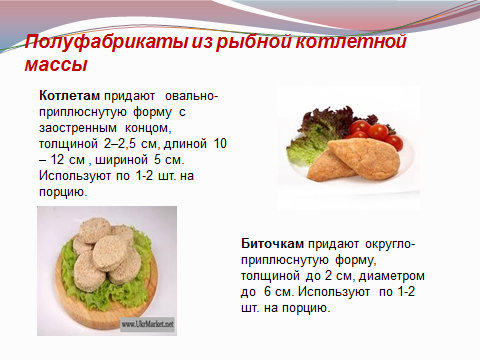 Полуфабрикаты из рыбной котлетной
массы
Котлетам придают овально-
приплюснутую форму с
заостренным концом,
толщиной 2–2,5 см, длиной 10
– 12 см , шириной 5 см.
Используют по 1-2 шт. на
порцию.
www.UkrMarket.net
Биточкам придают округло-
приплюснутую форму,
толщиной до 2 см, диаметром
до 6 см. Используют по 1-2
шт. на порцию.